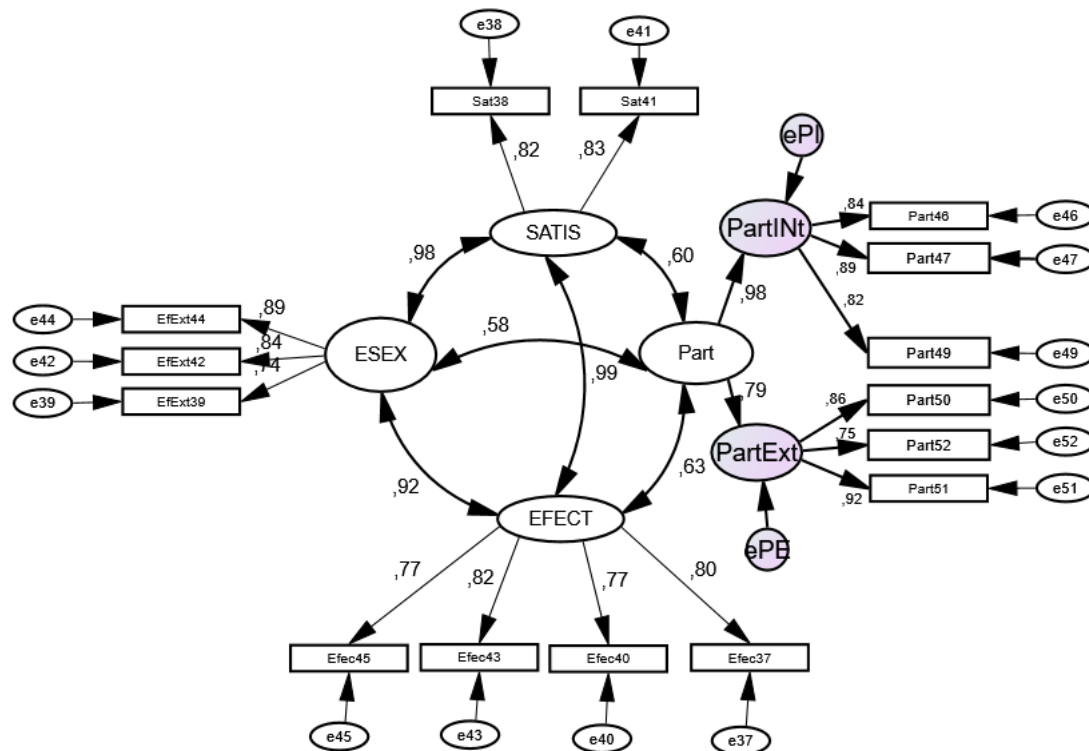 e38
e41
Sat38
Sat41
,82
,83
ePI
SATIS
PartINt
,84
Part46
e46
,89
Part47
e47
,98
,60
,98
,82
e44
EfExt44
,89
e42
EfExt42
,84
e39
EfExt39
,74
ESEX
,58
Part
Part49
e49
,99
,79
,86
Part50
e50
,75
Part52
e52
PartExt
,92
Part51
e51
,92
,63
EFECT
ePE
,77
,82
,77
,80
Efec45
Efec43
Efec40
Efec37
e45
e43
e40
e37